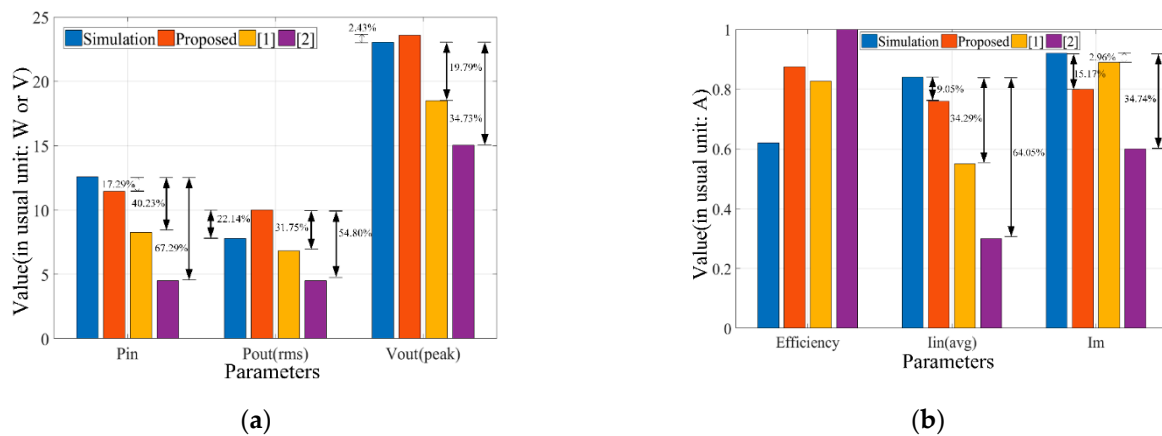 25
20
15
10
5
0
Value(in usual unit: W or V)
Simulation Proposed [1] [2]
2.43%
19.79%
34.73%
17.29%
40.23%
67.29%
22.14%
31.75%
54.80%
Pin Pout(rms) Vout(peak)
Parameters
(a)
1
0.8
0.6
0.4
0.2
0
Value(in usual unit: A)
Simulation Proposed [1] [2]
9.05%
34.29%
64.05%
2.96%
15.17%
34.74%
Efficiency Iin(avg) Im
Parameters
(b)